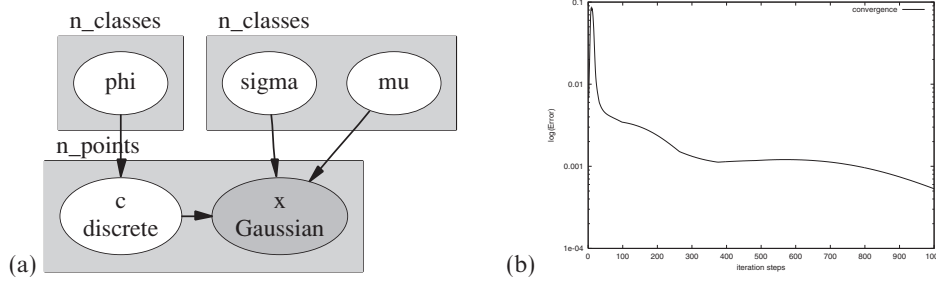 n_classes
n_classes
phi
sigma
mu
n_points
c
discrete
x
Gaussian
(a)
0.1
convergence
0.01
log(Error)
0.001
1e-04
0
100
200
300
400
500
600
700
800
900
1000
iteration steps
(b)